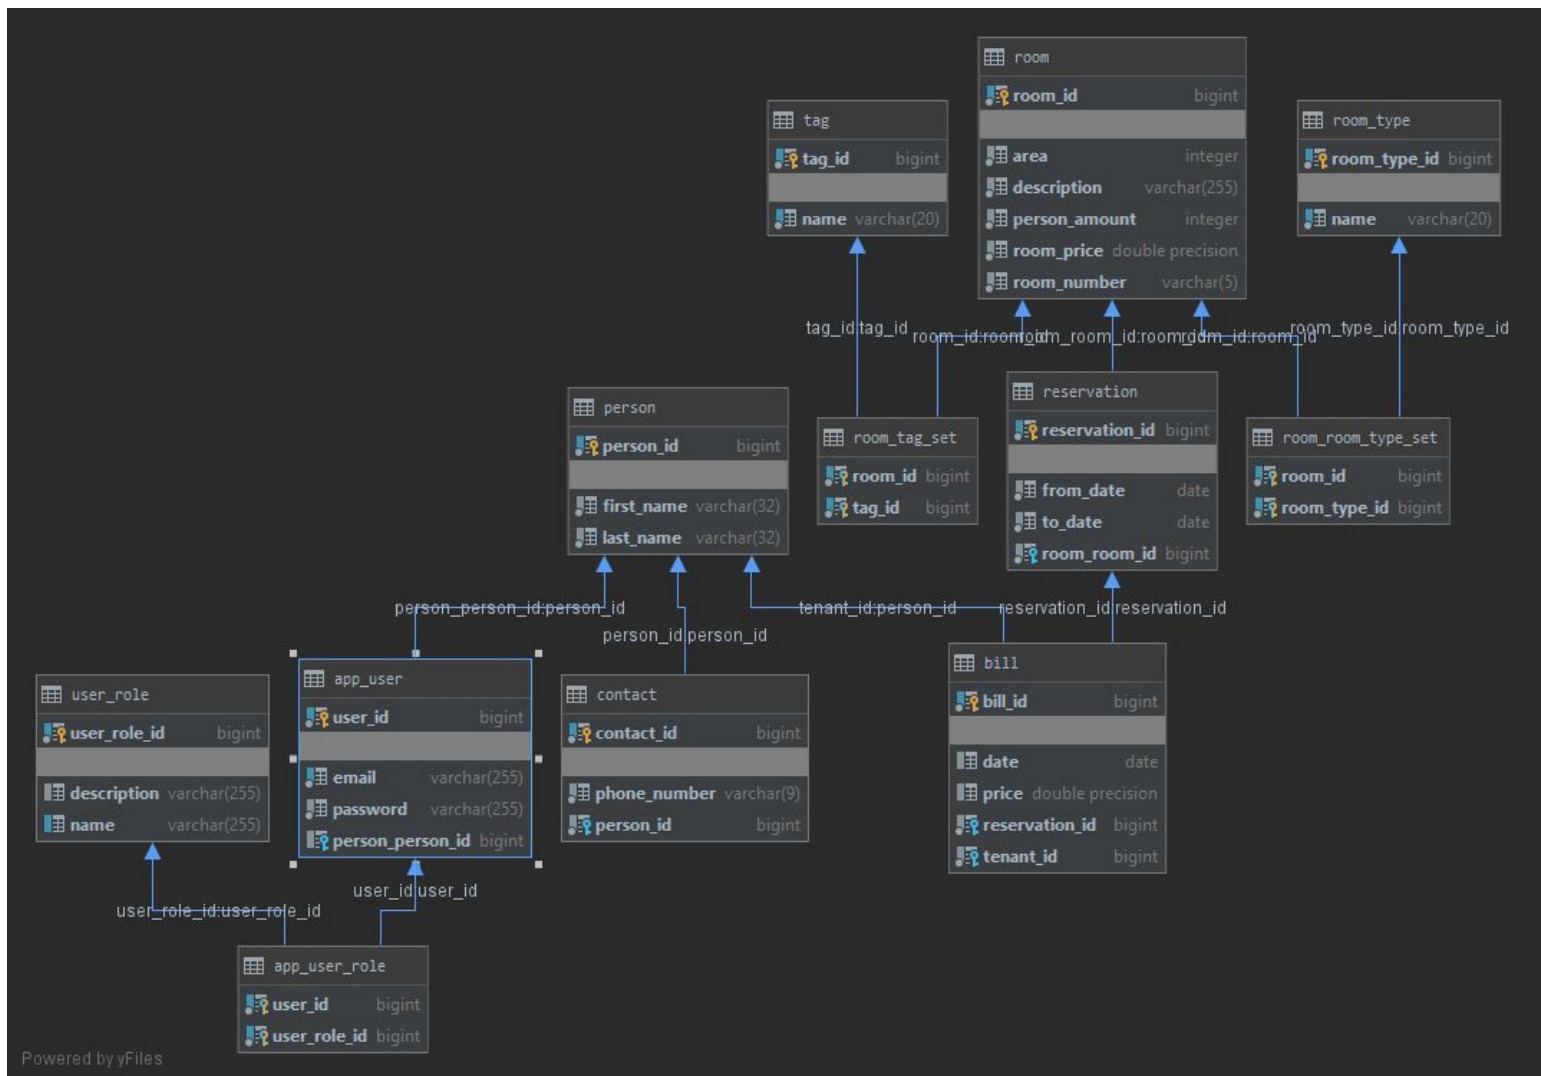 room
room_id bigint
area integer
description varchar(255)
person_amount integer
room_price double precision
room_number varchar(5)
tag
tag_id bigint
name varchar(20)
room_type
room_type_id bigint
name varchar(20)
tag_id:tag_id
room_id:room_id
room_room_id:room_id
room_id:room_id
room_type_id:room_type_id
person
person_id bigint
first_name varchar(32)
last_name varchar(32)
room_tag_set
room_id bigint
tag_id bigint
reservation
reservation_id bigint
from_date date
to_date date
room_room_id bigint
room_room_type_set
room_id bigint
room_type_id bigint
person_person_id:person_id
person_id:person_id
tenant_id:person_id
reservation_id:reservation_id
user_role
user_role_id bigint
description varchar(255)
name varchar(255)
app_user
user_id bigint
email varchar(255)
password varchar(255)
person_person_id bigint
contact
contact_id bigint
phone_number varchar(9)
person_id bigint
bill
bill_id bigint
date date
price double precision
reservation_id bigint
tenant_id bigint
user_role_id:user_role_id
user_id:user_id
app_user_role
user_id bigint
user_role_id bigint
Powered by yFiles